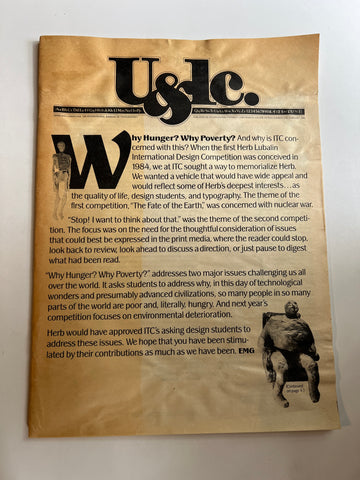 U&lc.
Why Hunger? Why Poverty? And why is ITC con-
cerned with this? When the first Herb Lubalin
International Design Competition was conceived in
1984, we at ITC sought a way to memorialize Herb.
We wanted a vehicle that would have wide appeal and
would reflect some of Herb's deepest interests...as
the quality of life, design students, and typography. The theme of the
first competition, "The Fate of the Earth," was concerned with nuclear war.
"Stop! I want to think about that." was the theme of the second competi-
tion. The focus was on the need for the thoughtful consideration of issues
that could best be expressed in the print media, where the reader could stop,
look back to review, look ahead to discuss a direction, or just pause to digest
what had been read.
"Why Hunger? Why Poverty?" addresses two major issues challenging us all
over the world. It asks students to address why, in this day of technological
wonders and presumably advanced civilizations, so many people in so many
parts of the world are poor and, literally, hungry. And next year's
competition focuses on environmental deterioration.
Herb would have approved ITC's asking design students to
address these issues. We hope that you have been stimu-
lated by their contributions as much as we have been. EMG
(Continued
on page 4.)